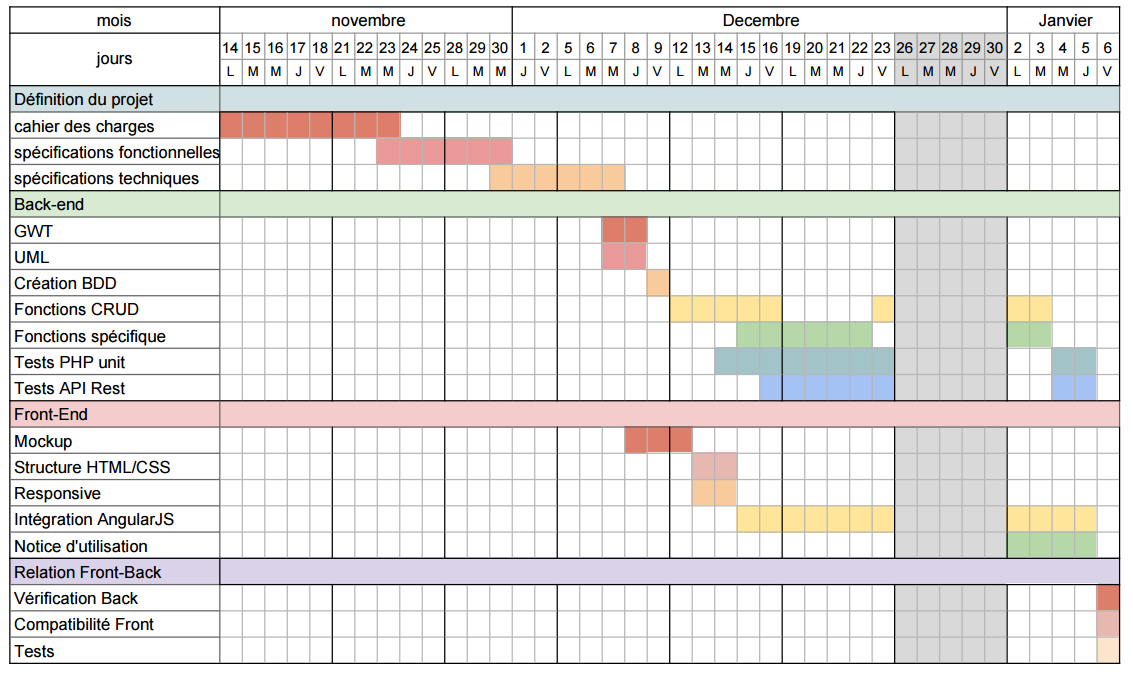 mois novembre Decembre Janvier
jours 14 15 16 17 18 21 22 23 24 25 28 29 30 1 2 5 6 7 8 9 12 13 14 15 16 19 20 21 22 23 26 27 28 29 30 2 3 4 5 6
L M M J V L M M J V L M M J V L M M J V L M M J V L M M J V L M M J V L M M J V
Définition du projet
cahier des charges
spécifications fonctionnelles
spécifications techniques
Back-end
GWT
UML
Création BDD
Fonctions CRUD
Fonctions spécifique
Tests PHP unit
Tests API Rest
Front-End
Mockup
Structure HTML/CSS
Responsive
Intégration AngularJS
Notice d'utilisation
Relation Front-Back
Vérification Back
Compatibilité Front
Tests